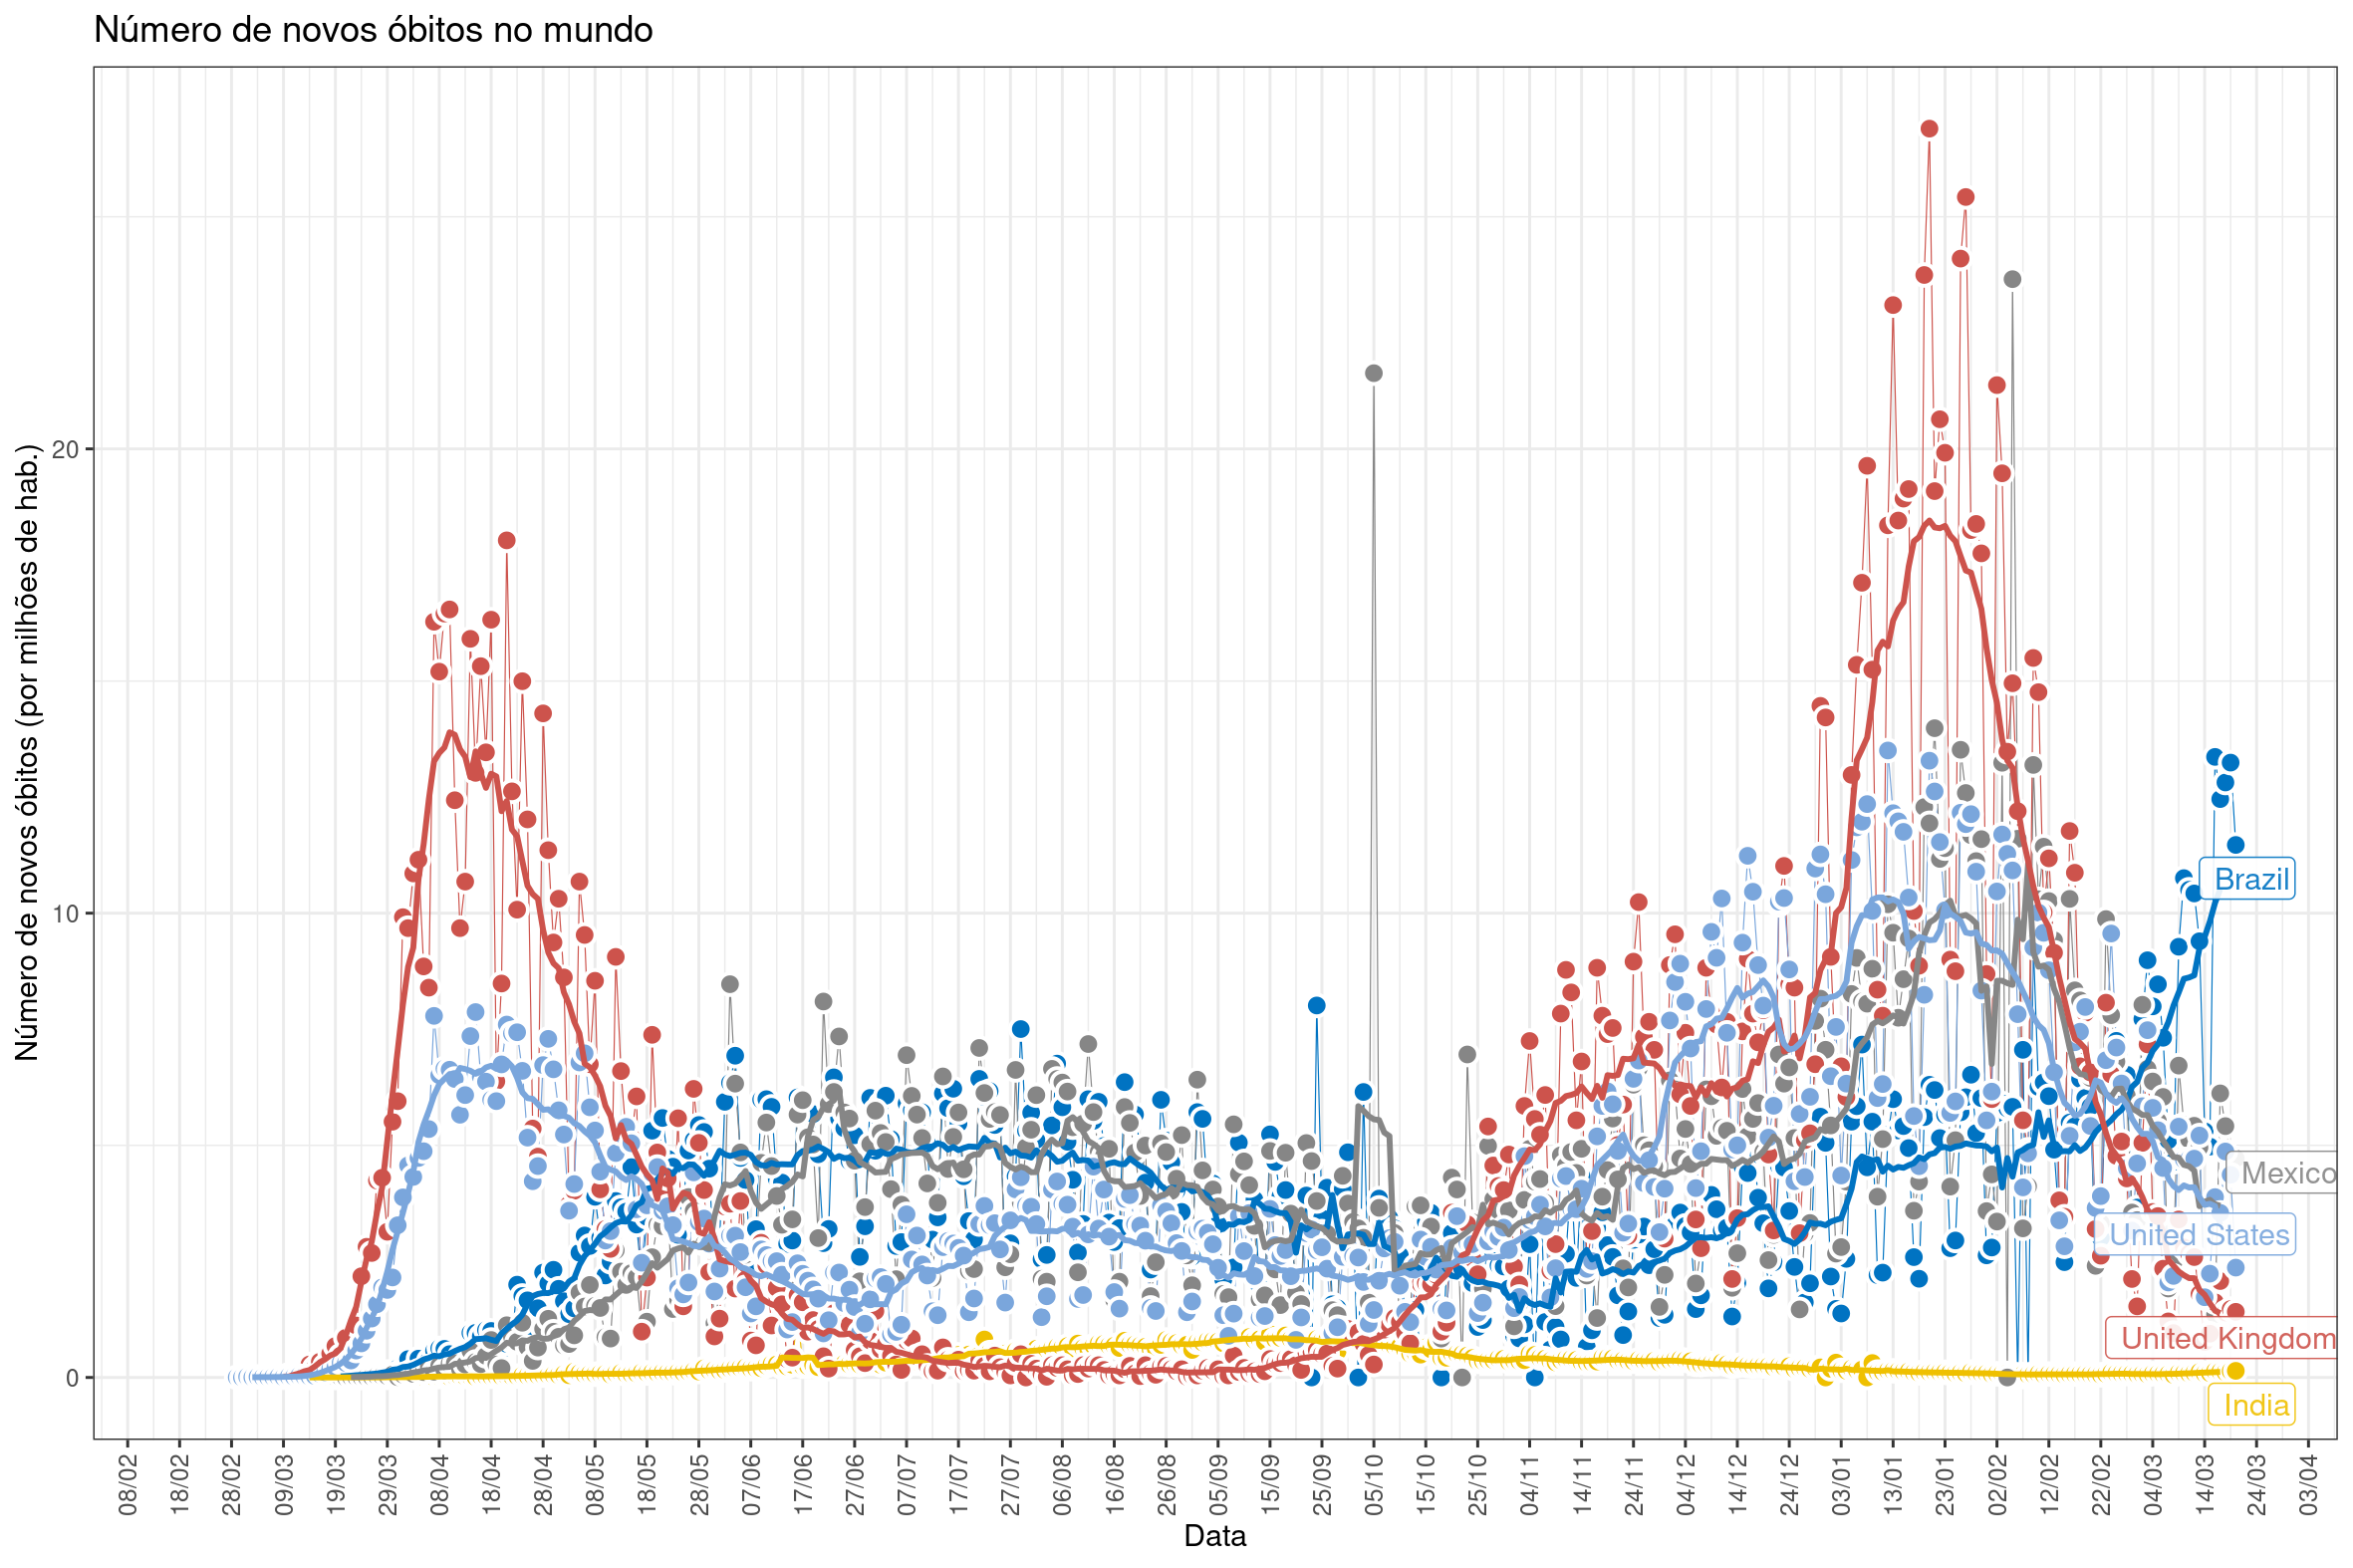 Número de novos óbitos no mundo
Número de novos óbitos (por milhões de hab.)
20
10
0
Brazil
Mexico
United States
United Kingdom
India
08/02 18/02 28/02 09/03 19/03 29/03 08/04 18/04 28/04 08/05 18/05 28/05 07/06 17/06 27/06 07/07 17/07 27/07 06/08 16/08 26/08 05/09 15/09 25/09 05/10 15/10 25/10 04/11 14/11 24/11 04/12 14/12 24/12 03/01 13/01 23/01 02/02 12/02 22/02 04/03 14/03 24/03 03/04
Data